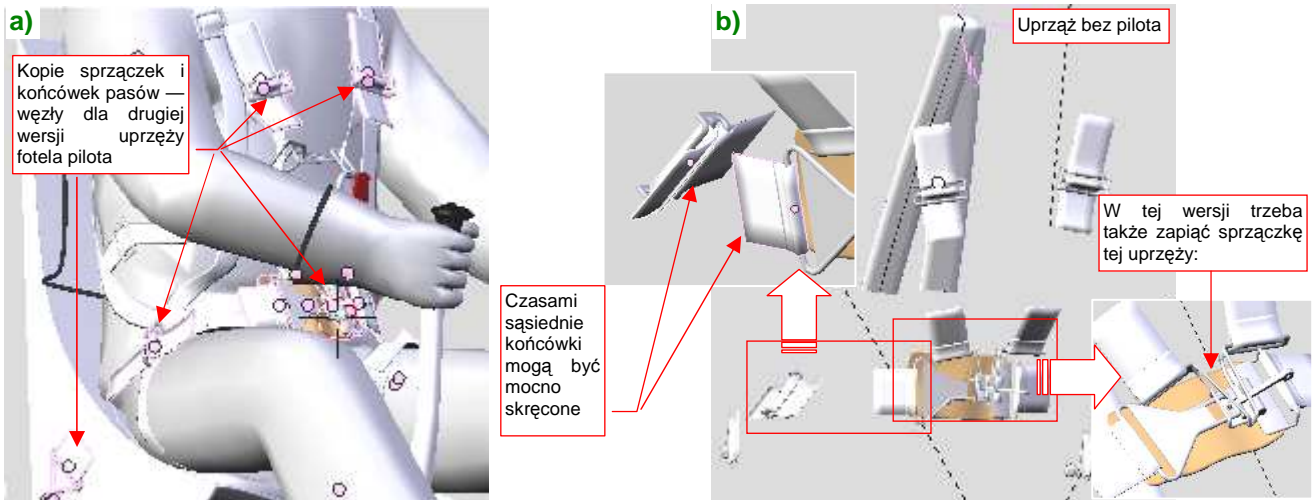 a)
Kopie sprzączek i
końcówek pasów —
węzły dla drugiej
wersji uprzęży
fotela pilota
b)
Uprząż bez pilota
W tej wersji trzeba
także zapiąć sprzączkę
tej uprzęży:
Czasami
sąsiednie
końcówki
mogą być
mocno
skręcone